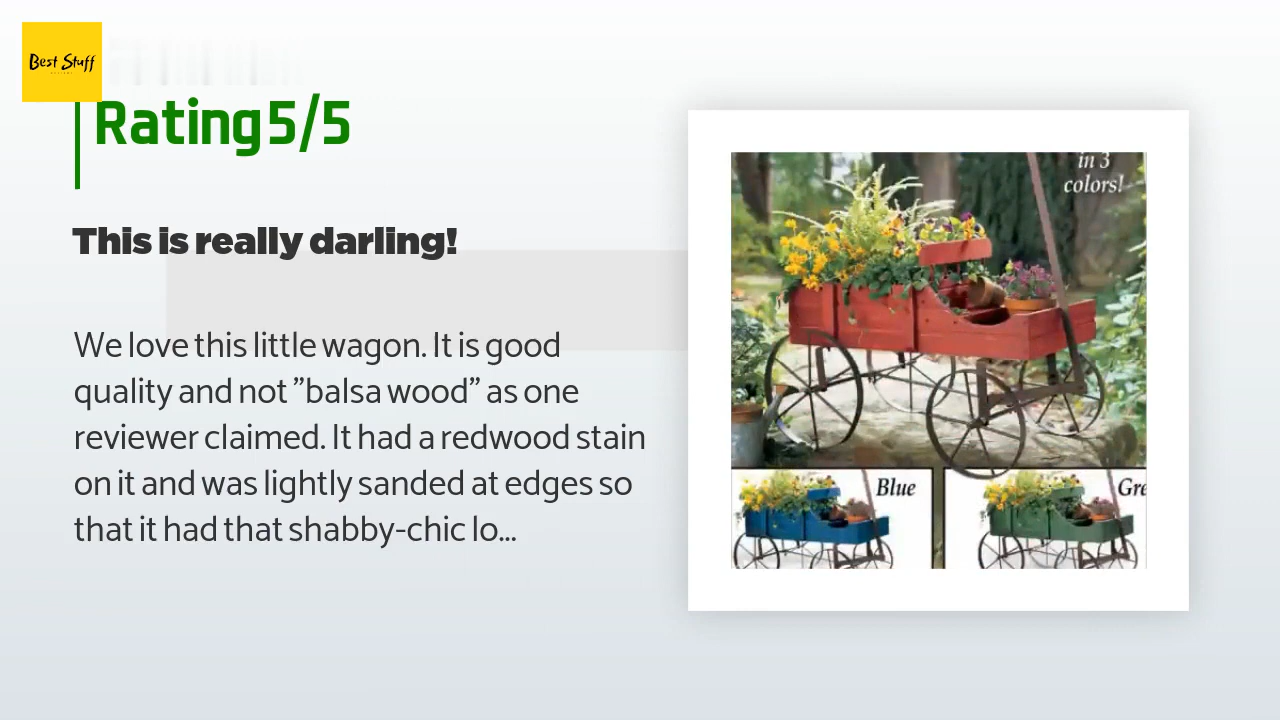 Best Stuff
Rating 5/5
This is really darling!
We love this little wagon. It is good
quality and not ”balsa wood” as one
reviewer claimed. It had a redwood stain
on it and was lightly sanded at edges so
that it had that shabby-chic lo...
in 3
colors!
Blue
Gre